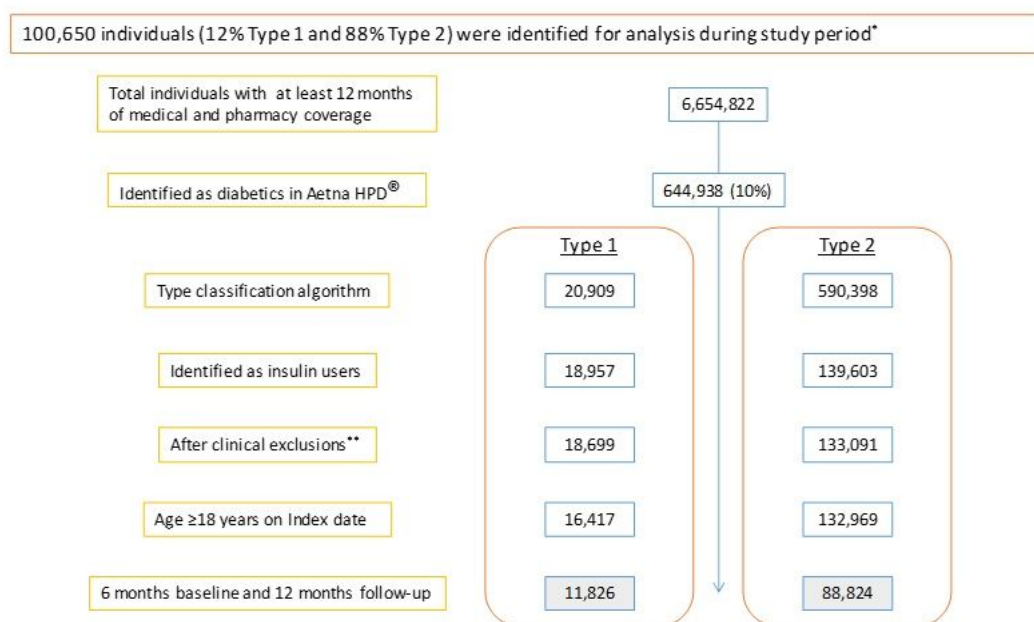 100,650 individuals (12% Type 1 and 88% Type 2) were identified for analysis during study period*
Total individuals with at least 12 months
of medical and pharmacy coverage
6,654,822
Identified as diabetics in Aetna HPD®
644,938 (10%)
Type 1
Type 2
Type classification algorithm
20,909
590,398
Identified as insulin users
18,957
139,603
After clinical exclusions**
18,699
133,091
Age ≥18 years on Index date
16,417
132,969
6 months baseline and 12 months follow-up
11,826
88,824